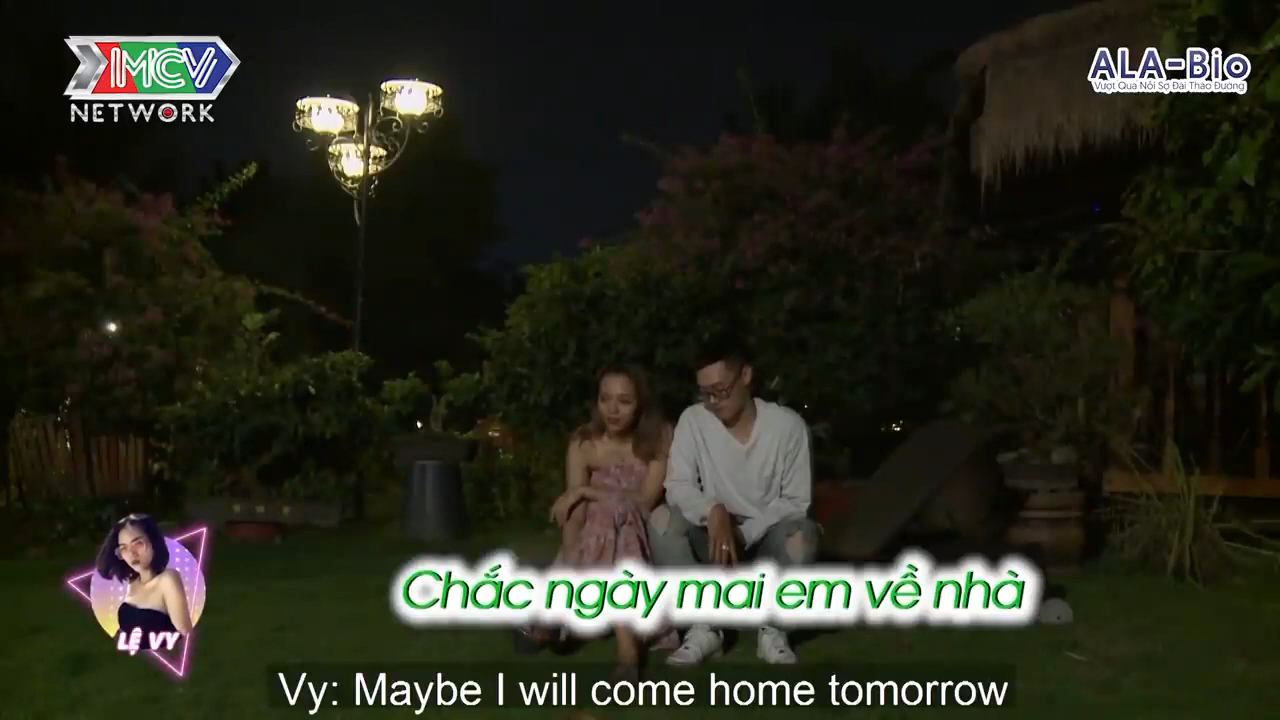 MCV
NETWORK
ALA-Bio
Vượt Qua Nỗi Sợ Đái Tháo Đường
LỆ VY
Chắc ngày mai em về nhà
Vy: Maybe I will come home tomorrow